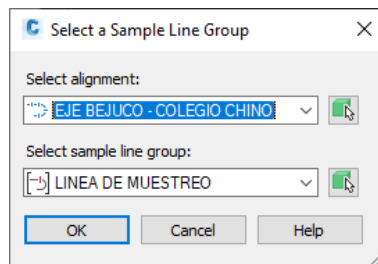 Select a Sample Line Group
Select alignment:
EJE BEJUCO - COLEGIO CHINO
Select sample line group:
LINEA DE MUESTREO
OK
Cancel
Help